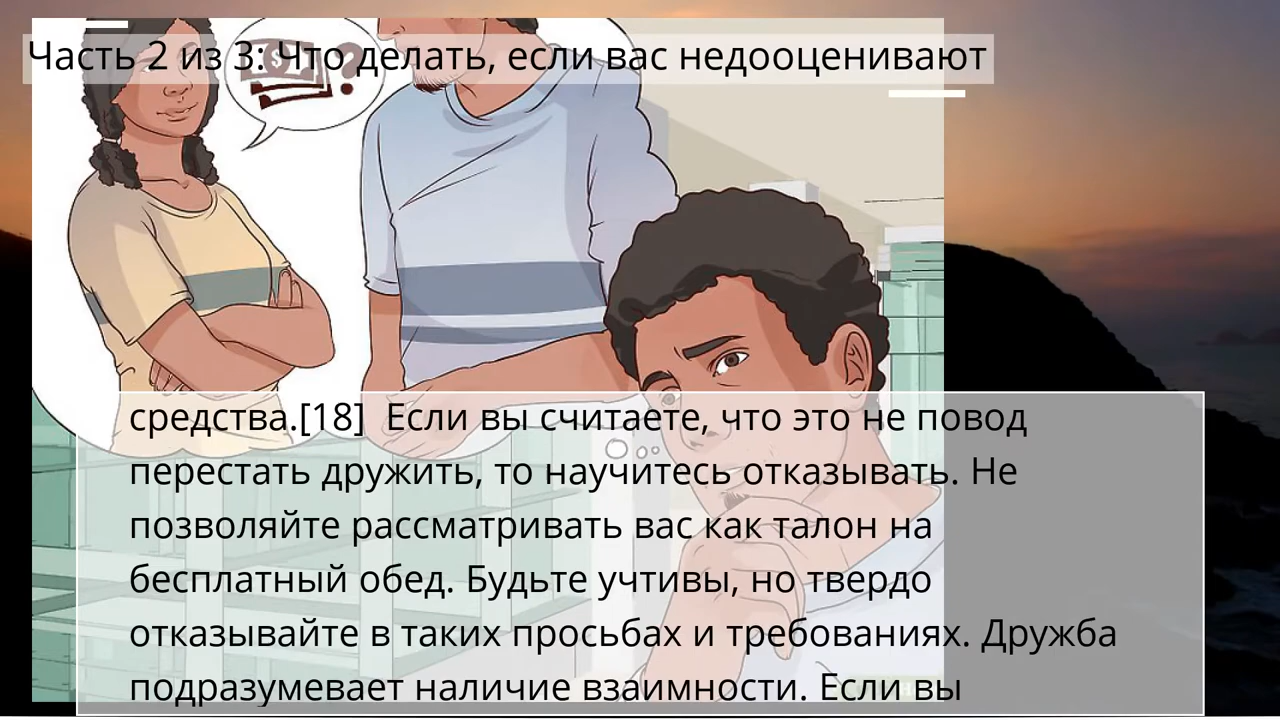 Часть 2 из 3: Что делать, если вас недооценивают
средства.[18]  Если вы считаете, что это не повод
перестать дружить, то научитесь отказывать. Не
позволяйте рассматривать вас как талон на
бесплатный обед. Будьте учтивы, но твердо
отказывайте в таких просьбах и требованиях. Дружба
подразумевает наличие взаимности. Если вы